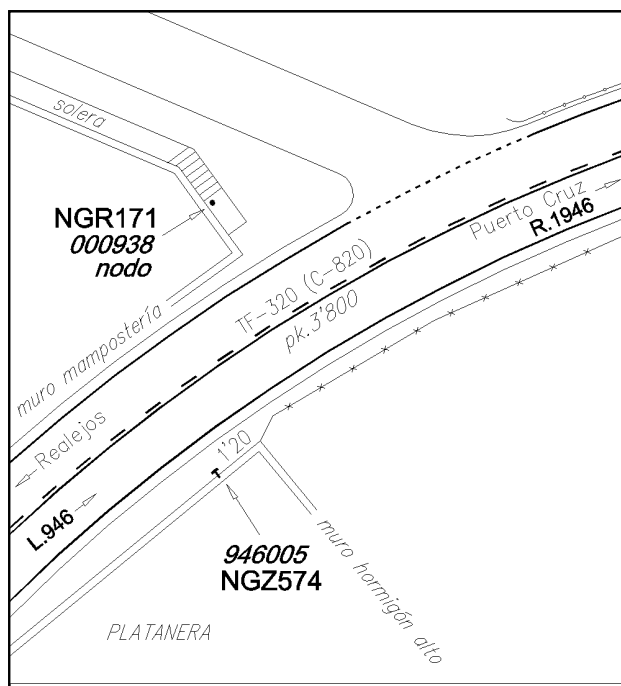 solera
NGR171
000938
nodo
Puerto Cruz
R.1946
TF-320 (C-820)
pk.3'800
muro mampostería
Realejos
1'20
L.946
946005
NGZ574
muro hormigón alto
PLATANERA